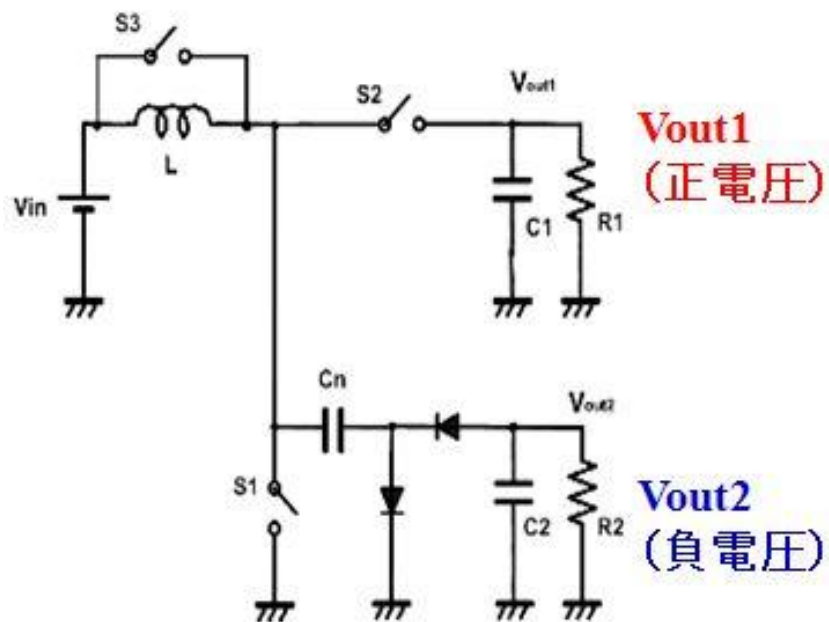 S3
L
Vin
S2
Vout1
C1
R1
Vout1
(正電圧)
Cn
S1
Vout2
C2
R2
Vout2
(負電圧)